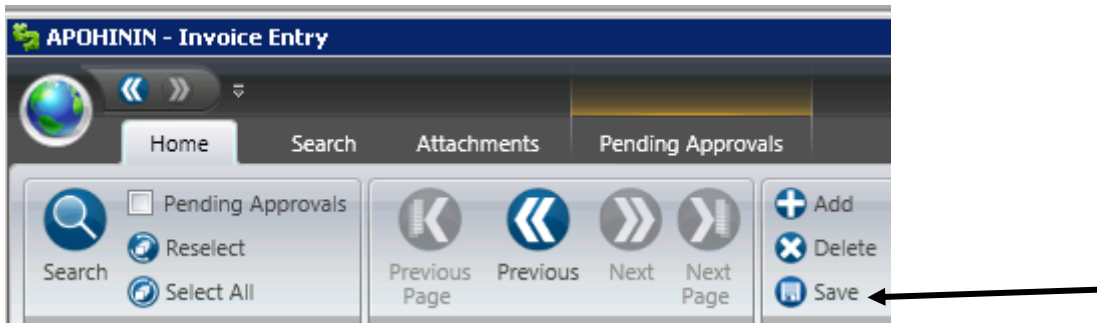 APOHININ - Invoice Entry
Home Search Attachments Pending Approvals
Search
Pending Approvals
Reselect
Select All
Previous Page
Previous
Next
Next Page
Add
Delete
Save